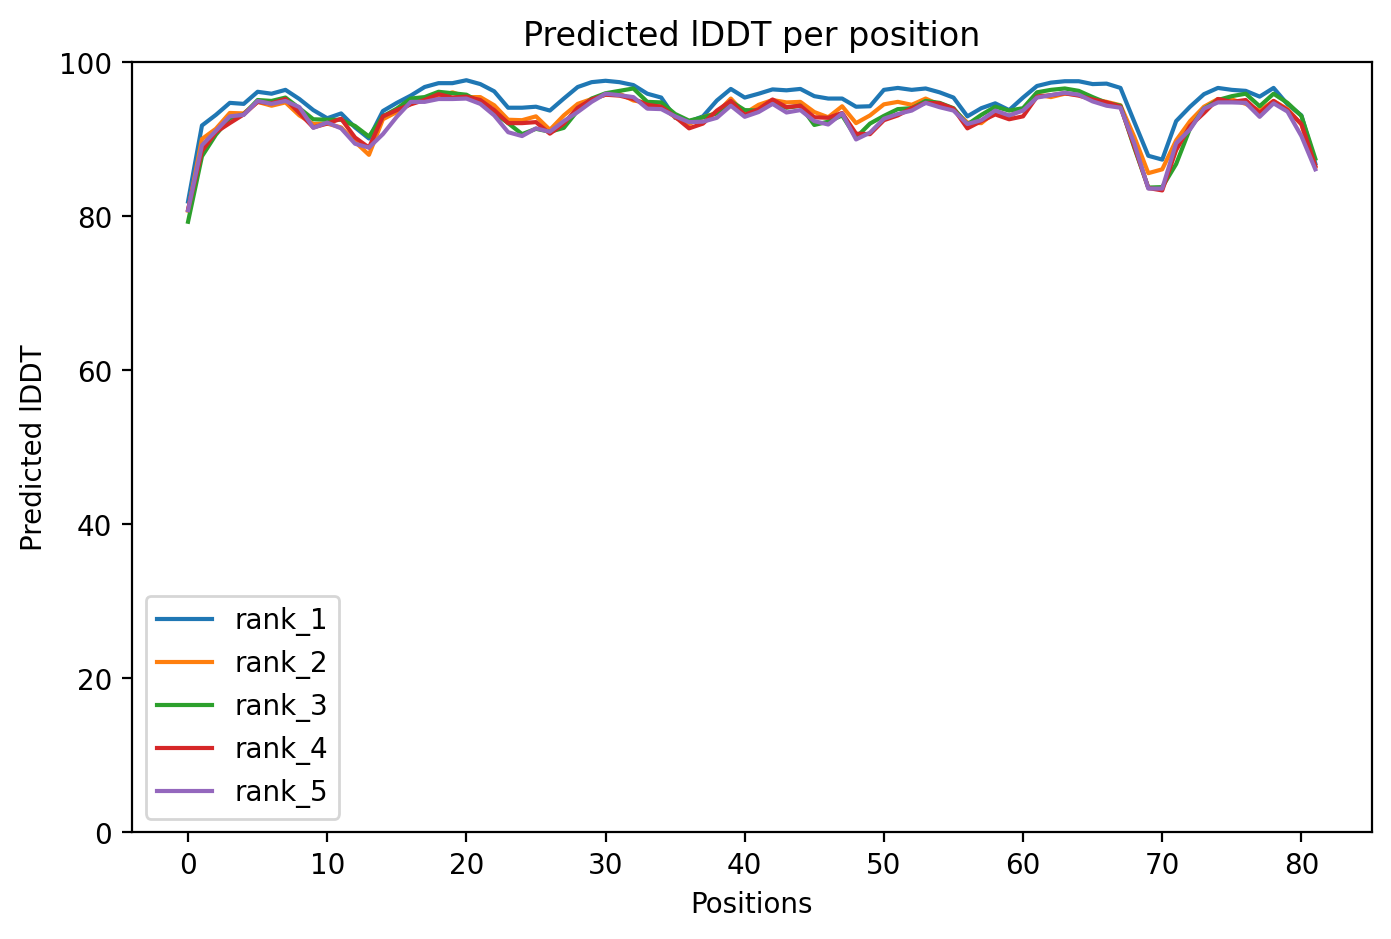 Predicted lDDT per position
100
80
60
40
20
0
Predicted lDDT
rank_1
rank_2
rank_3
rank_4
rank_5
0 10 20 30 40 50 60 70 80
Positions